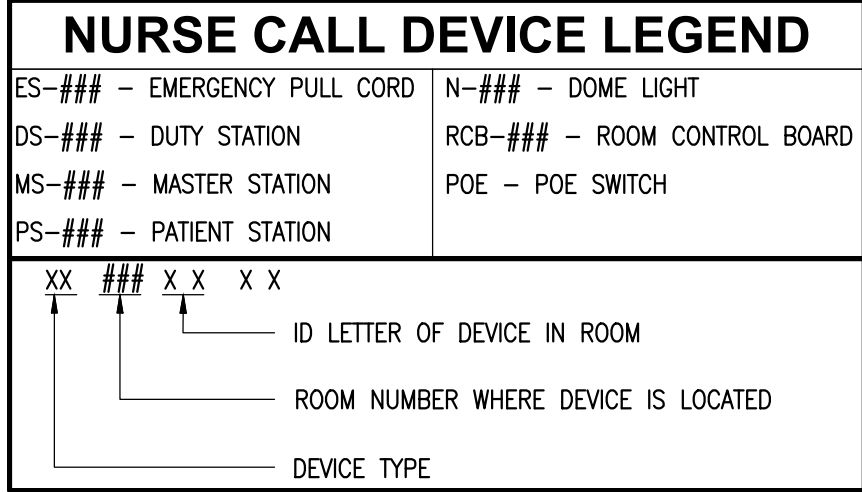 NURSE CALL DEVICE LEGEND
ES-### - EMERGENCY PULL CORD
DS-### - DUTY STATION
MS-### - MASTER STATION
PS-### - PATIENT STATION
N-### - DOME LIGHT
RCB-### - ROOM CONTROL BOARD
POE - POE SWITCH
XX ### X X X X
ID LETTER OF DEVICE IN ROOM
ROOM NUMBER WHERE DEVICE IS LOCATED
DEVICE TYPE